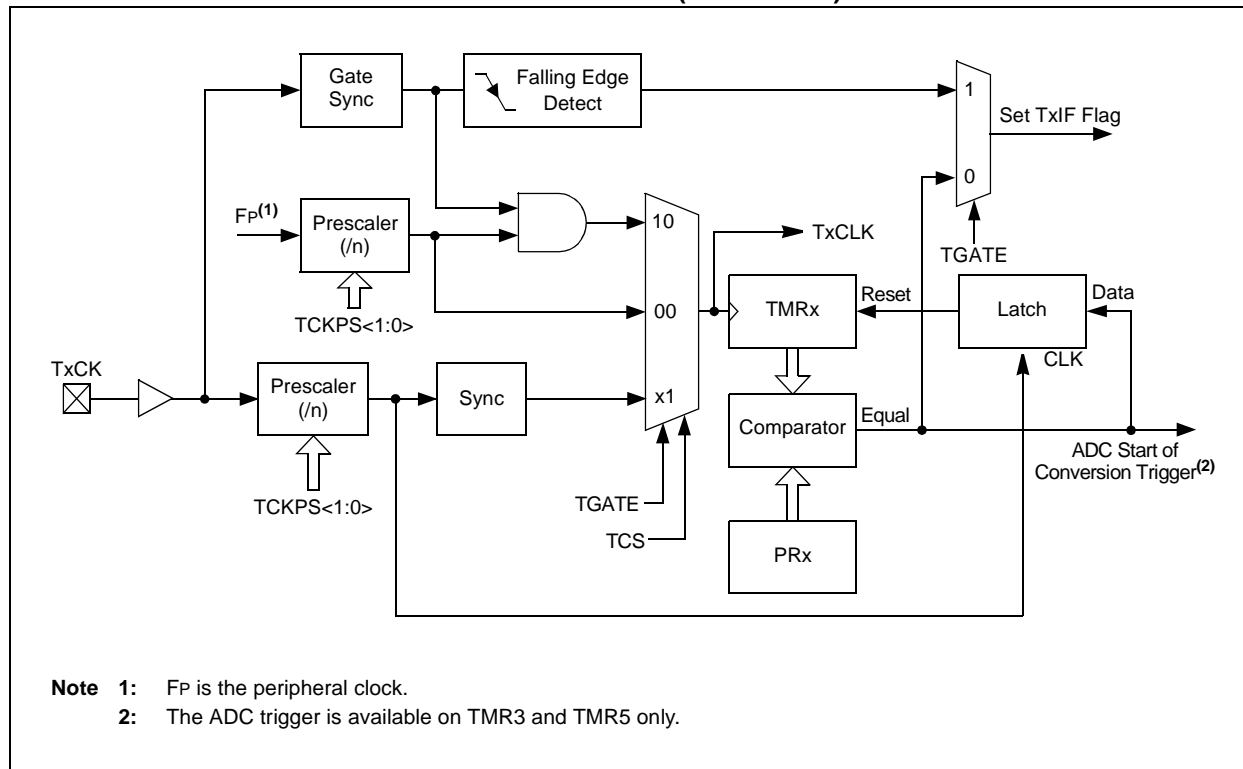 Gate
Sync
Falling Edge
Detect
1
Set TxIF Flag
0
FP(1)
Prescaler
(/n)
10
TxCLK
TGATE
TCKPS<1:0>
00
TMRx
Reset
Latch
Data
CLK
TxCK
Prescaler
(/n)
Sync
x1
Comparator
Equal
ADC Start of
Conversion Trigger(2)
TCKPS<1:0>
TGATE
TCS
PRx
Note 1: FP is the peripheral clock.
2: The ADC trigger is available on TMR3 and TMR5 only.